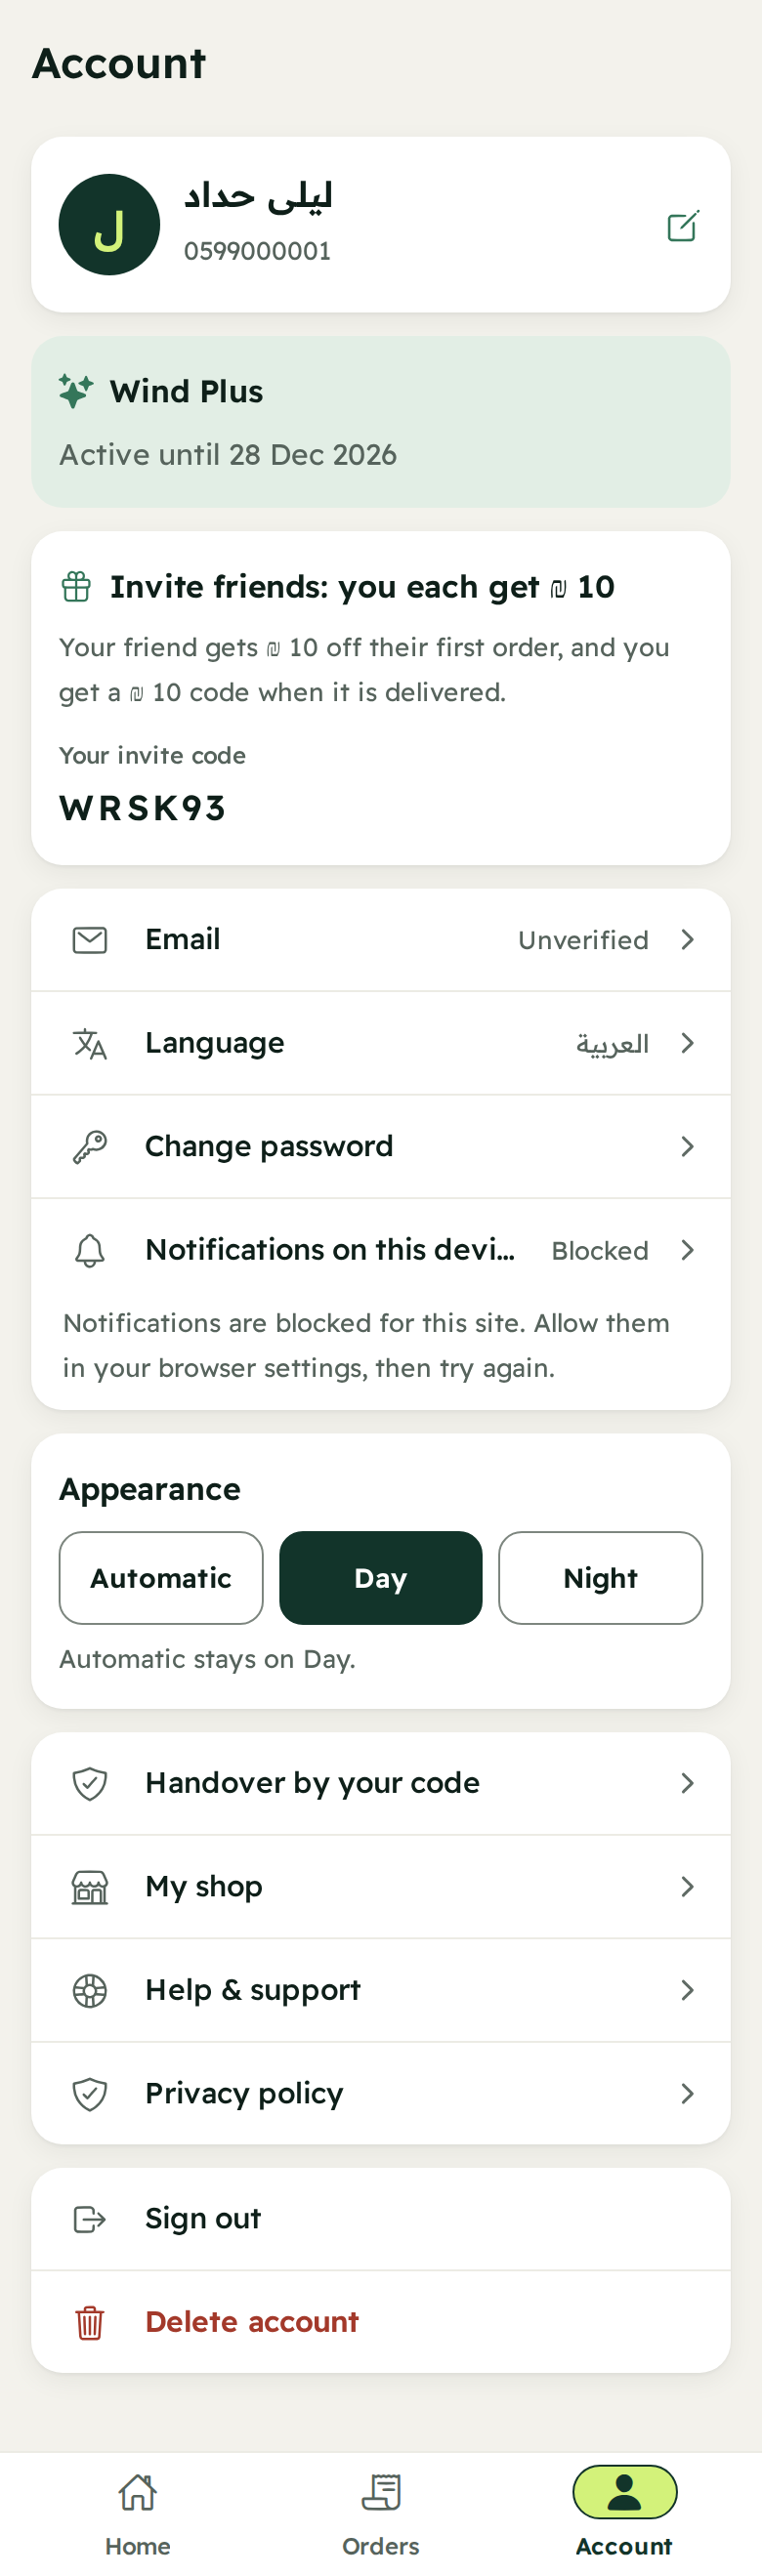 Account
ل
ليلى حداد
0599000001
Wind Plus
Active until 28 Dec 2026
Invite friends: you each get ₪ 10
Your friend gets ₪ 10 off their first order, and you
get a ₪ 10 code when it is delivered.
Your invite code
WRSK93
Email Unverified
Language العربية
Change password
Notifications on this devi... Blocked
Notifications are blocked for this site. Allow them
in your browser settings, then try again.
Appearance
Automatic Day Night
Automatic stays on Day.
Handover by your code
My shop
Help & support
Privacy policy
Sign out
Delete account
Home Orders Account